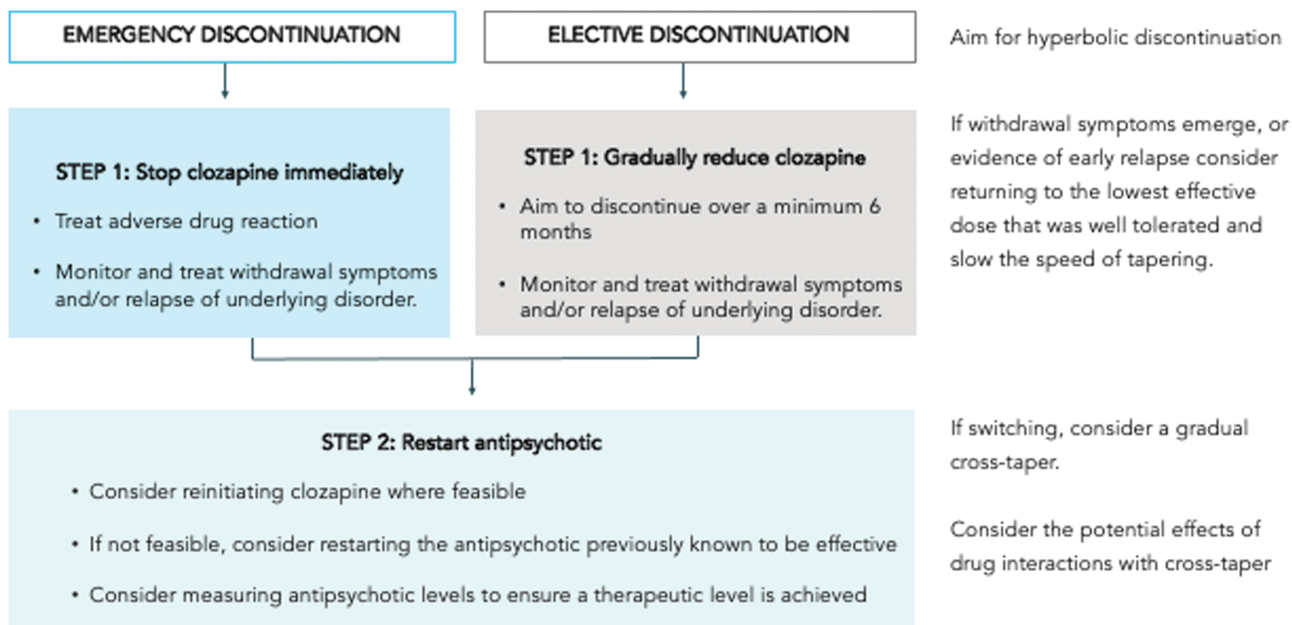 EMERGENCY DISCONTINUATION
STEP 1: Stop clozapine immediately
• Treat adverse drug reaction
• Monitor and treat withdrawal symptoms
and/or relapse of underlying disorder.
ELECTIVE DISCONTINUATION
STEP 1: Gradually reduce clozapine
• Aim to discontinue over a minimum 6
months
• Monitor and treat withdrawal symptoms
and/or relapse of underlying disorder.
Aim for hyperbolic discontinuation
If withdrawal symptoms emerge, or
evidence of early relapse consider
returning to the lowest effective
dose that was well tolerated and
slow the speed of tapering.
STEP 2: Restart antipsychotic
• Consider reinitiating clozapine where feasible
• If not feasible, consider restarting the antipsychotic previously known to be effective
• Consider measuring antipsychotic levels to ensure a therapeutic level is achieved
If switching, consider a gradual
cross-taper.
Consider the potential effects of
drug interactions with cross-taper